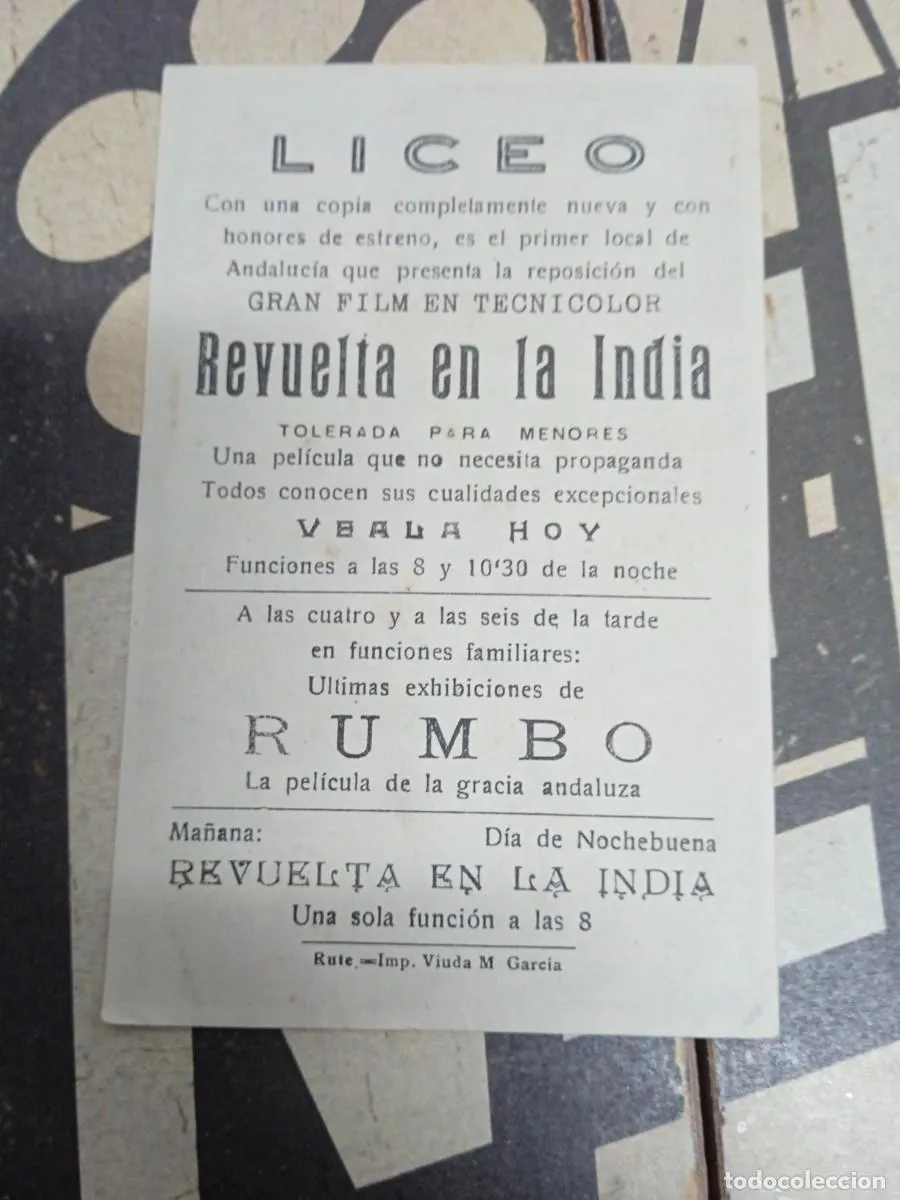 LICEO
Con una copia completamente nueva y con
honores de estreno, es el primer local de
Andalucía que presenta la reposición del
GRAN FILM EN TECNICOLOR
Revuelta en la India
TOLERADA PARA MENORES
Una película que no necesita propaganda
Todos conocen sus cualidades excepcionales
VEALA HOY
Funciones a las 8 y 10'30 de la noche
A las cuatro y a las seis de la tarde
en funciones familiares:
Ultimas exhibiciones de
RUMBO
La película de la gracia andaluza
Mañana: Día de Nochebuena
REVUELTA EN LA INDIA
Una sola función a las 8
Rute.=Imp. Viuda M Garcia
todocoleccion